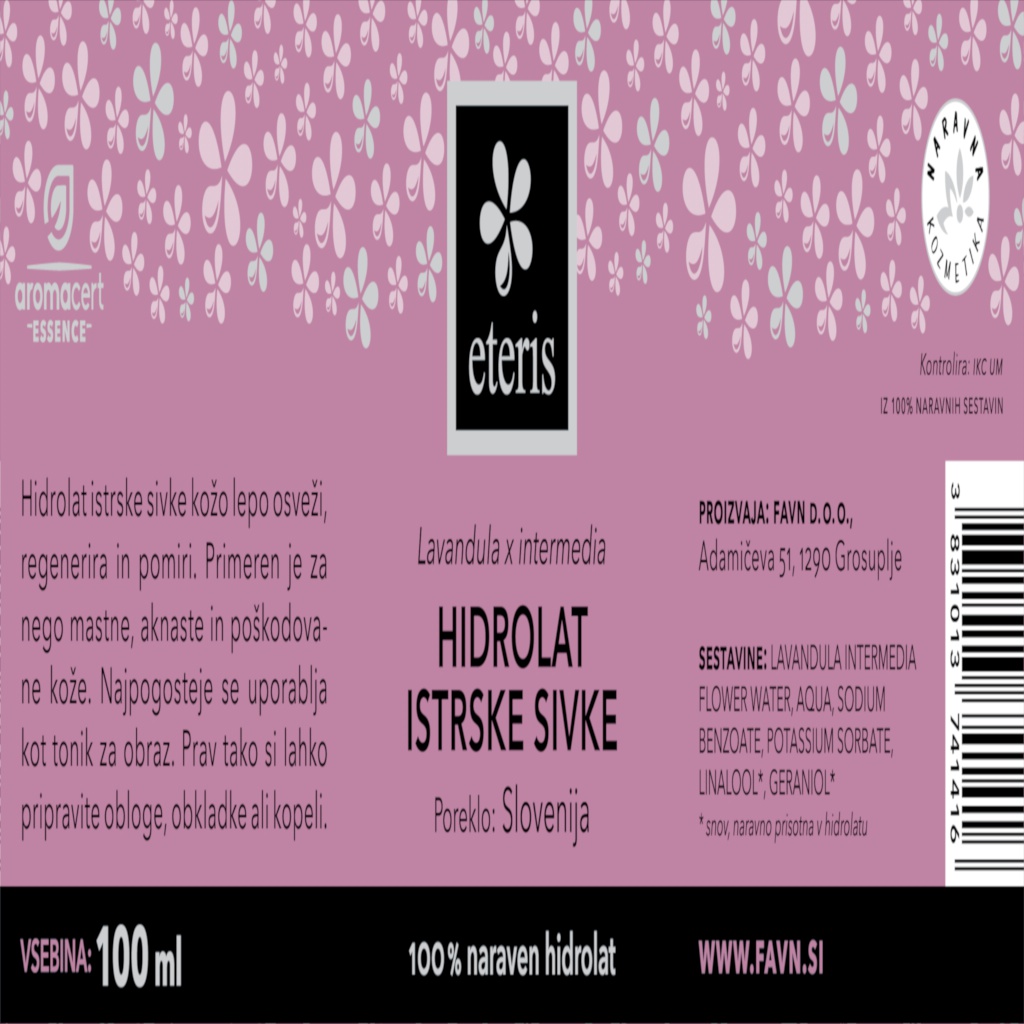 aromacert
-ESSENCE-
eteris
NARAVNA
KOZMETIKA
Kontrolira: IKC UM
IZ 100% NARAVNIH SESTAVIN
Hidrolat istrske sivke kožo lepo osveži,
regenerira in pomiri. Primeren je za
nego mastne, aknaste in poškodova-
ne kože. Najpogosteje se uporablja
kot tonik za obraz. Prav tako si lahko
pripravite obloge, obkladke ali kopeli.
Lavandula x intermedia
HIDROLAT
ISTRSKE SIVKE
Poreklo: Slovenija
PROIZVAJA: FAVN D.O.O.,
Adamičeva 51, 1290 Grosuplje
SESTAVINE: LAVANDULA INTERMEDIA
FLOWER WATER, AQUA, SODIUM
BENZOATE, POTASSIUM SORBATE,
LINALOOL*, GERANIOL*
* snov, naravno prisotna v hidrolatu
3 831013 741416
VSEBINA: 100 ml
100 % naraven hidrolat
WWW.FAVN.SI